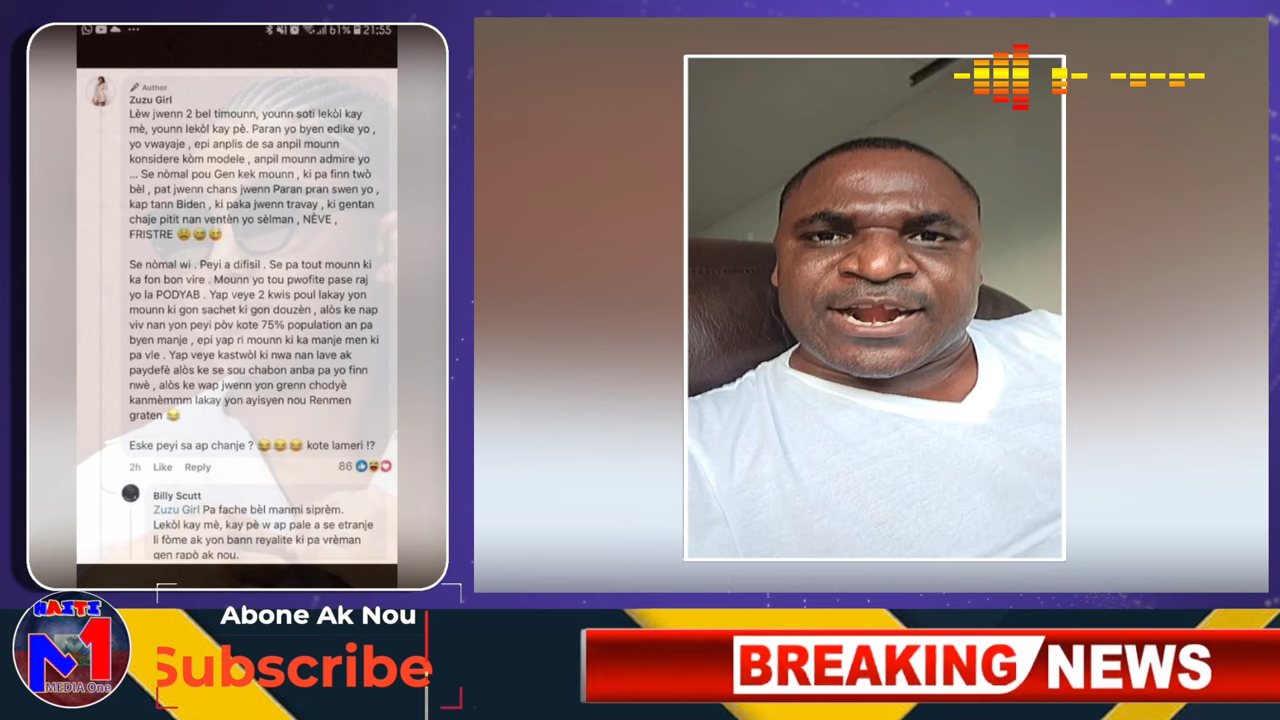 61% 21:55
Author
Zuzu Girl
Lèw jwenn 2 bel timounn, younn soti lekòl kay
mè, younn lekòl kay pè. Paran yo byen edike yo ,
yo vwayaje , epi anplis de sa anpil mounn
konsidere kòm modele , anpil mounn admire yo
... Se nòmal pou Gen kek mounn , ki pa finn twò
bèl , pat jwenn chans jwenn Paran pran swen yo ,
kap tann Biden , ki paka jwenn travay , ki gentan
chaje pitit nan ventèn yo sèlman , NÈVE ,
FRISTRE 😩😅😅
Se nòmal wi . Peyi a difisil . Se pa tout mounn ki
ka fon bon vire . Mounn yo tou pwofite pase raj
yo la PODYAB . Yap veye 2 kwis poul lakay yon
mounn ki gon sachet ki gon douzèn , alòs ke nap
viv nan yon peyi pòv kote 75% population an pa
byen manje , epi yap ri mounn ki ka manje men ki
pa vle . Yap veye kastwòl ki nwa nan lave ak
paydefè alòs ke se sou chabon anba pa yo finn
nwè , alòs ke wap jwenn yon grenn chodyè
kanmèmmm lakay yon ayisyen nou Renmen
graten 😂
Eske peyi sa ap chanje ? 😂😂😂 kote lameri !?
2h Like Reply 86
Billy Scutt
Zuzu Girl Pa fache bèl manmi siprèm.
Lekòl kay mè, kay pè w ap pale a se etranje
li fòme ak yon bann reyalite ki pa vrèman
gen rapò ak nou.
HAITI
M1
MEDIA One
Abone Ak Nou
Subscribe
BREAKING NEWS